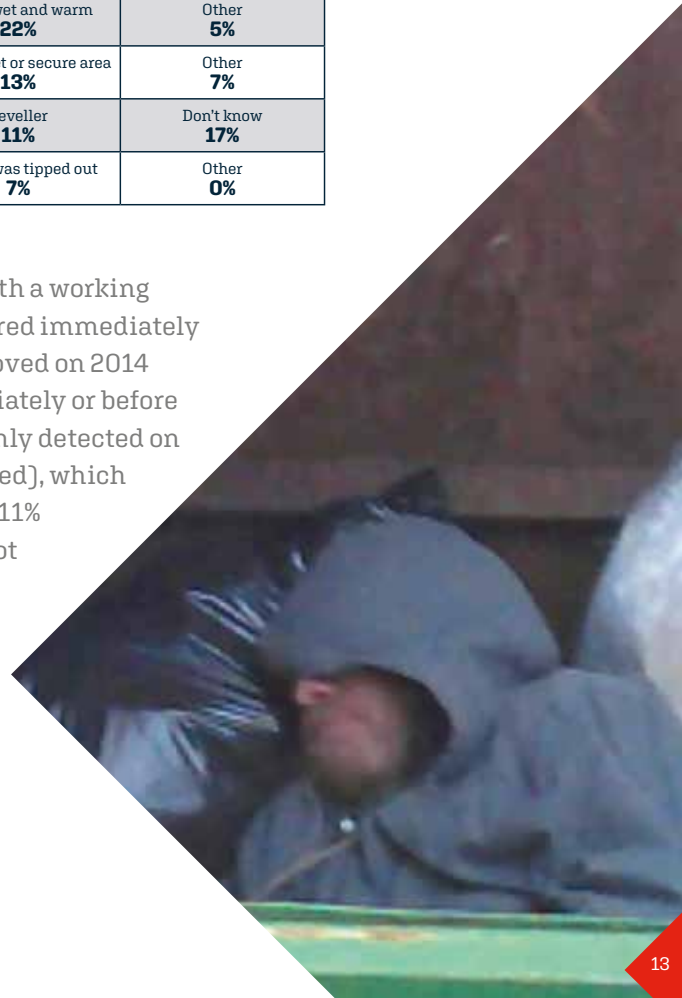 wet and warm Other
22% 5%
et or secure area Other
13% 7%
eveller Don't know
11% 17%
was tipped out Other
7% 0%
th a working
red immediately
oved on 2014
iately or before
nly detected on
ed), which
11%
ot
13